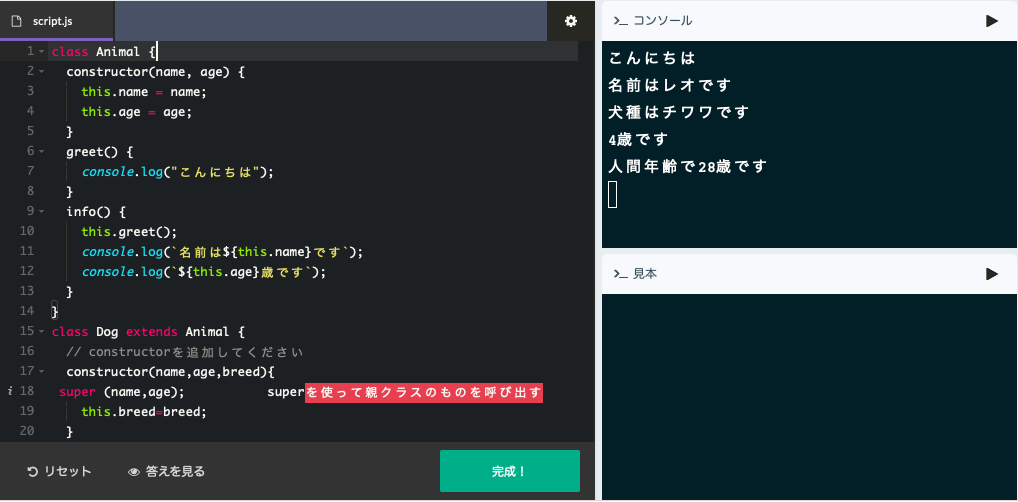 script.js
1 class Animal {
2 constructor(name, age) {
3 this.name = name;
4 this.age = age;
5 }
6 greet() {
7 console.log("こんにちは");
8 }
9 info() {
10 this.greet();
11 console.log(`名前は${this.name}です`);
12 console.log(`${this.age}歳です`);
13 }
14 }
15 class Dog extends Animal {
16 // constructorを追加してください
17 constructor(name,age,breed){
i 18 super (name,age); superを使って親クラスのものを呼び出す
19 this.breed=breed;
20 }
リセット 答えを見る 完成！
>_ コンソール
こんにちは
名前はレオです
犬種はチワワです
4歳です
人間年齢で28歳です
>_ 見本